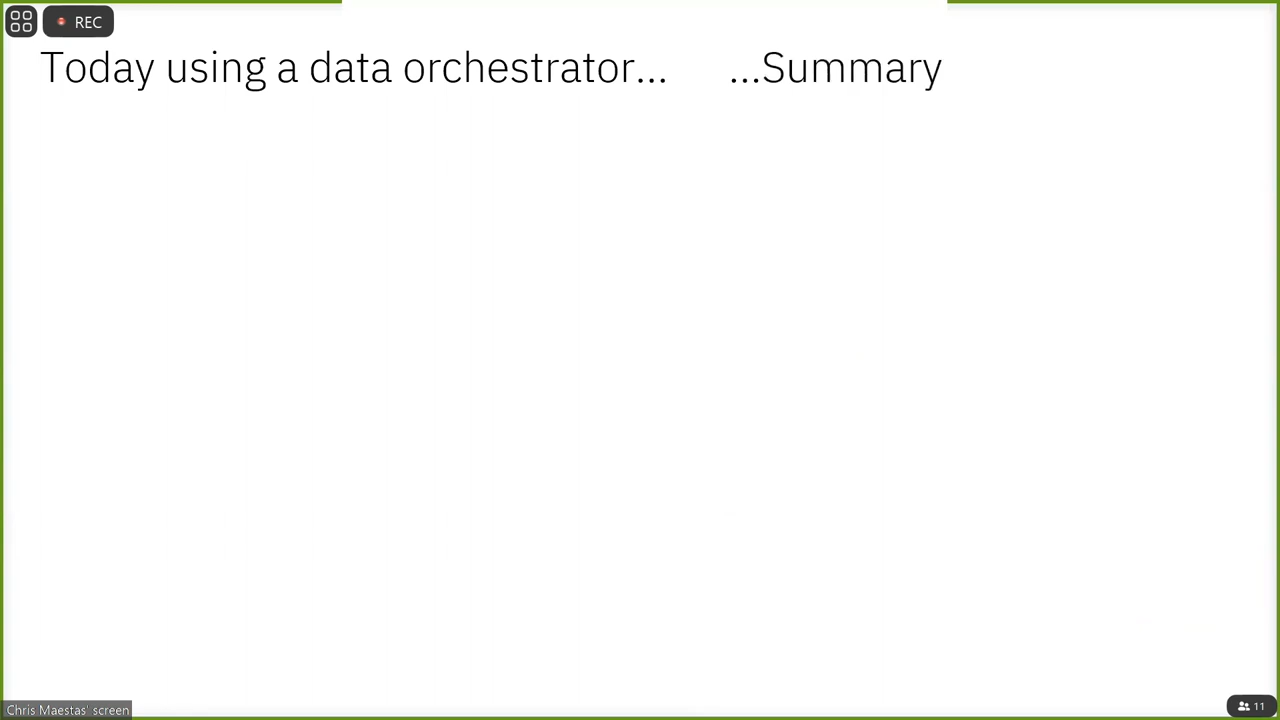 REC
Today using a data orchestrator... ...Summary
Chris Maestas' screen
11